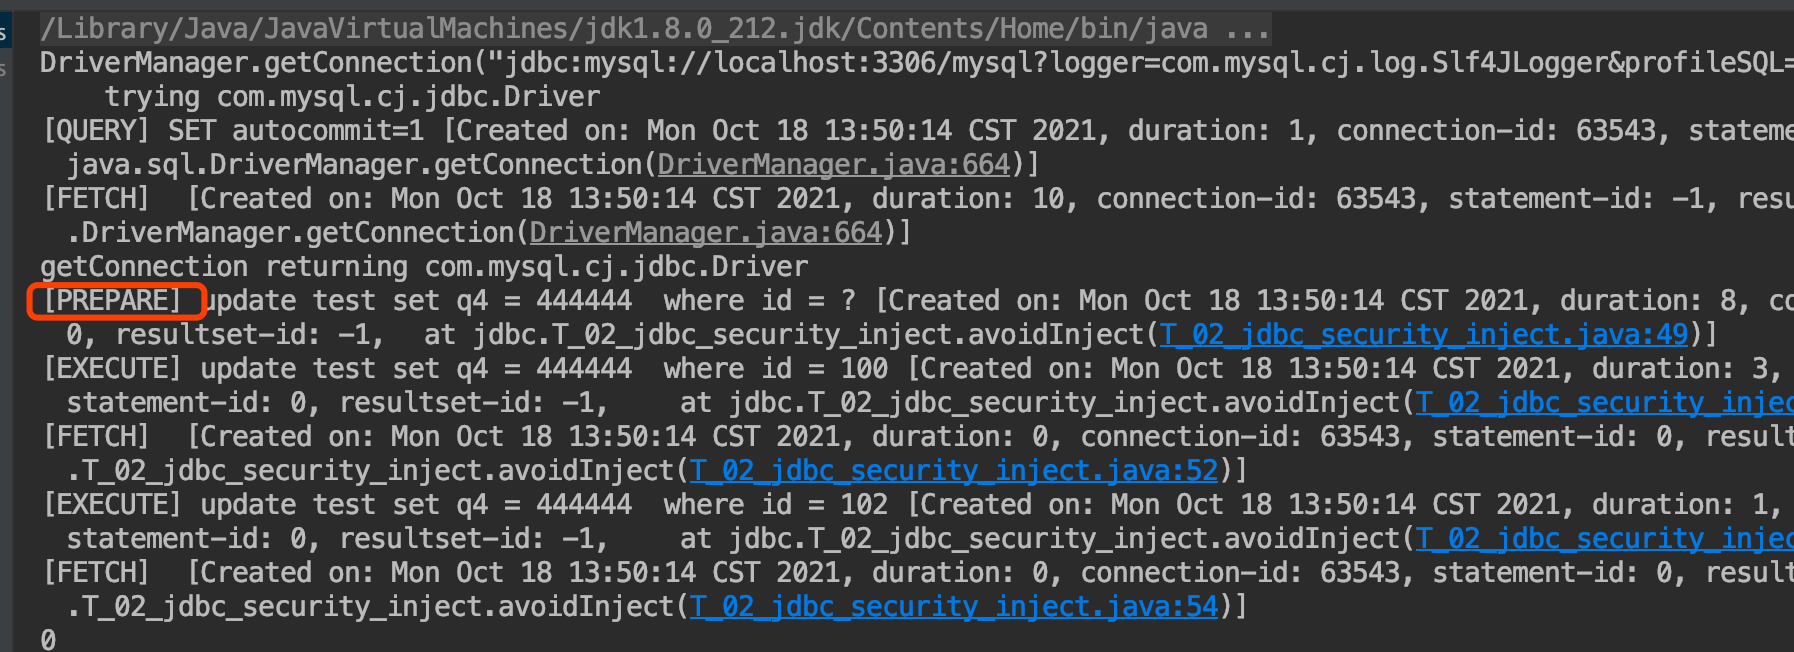 /Library/Java/JavaVirtualMachines/jdk1.8.0_212.jdk/Contents/Home/bin/java ...
DriverManager.getConnection("jdbc:mysql://localhost:3306/mysql?logger=com.mysql.cj.log.Slf4JLogger&profileSQL=
trying com.mysql.cj.jdbc.Driver
[QUERY] SET autocommit=1 [Created on: Mon Oct 18 13:50:14 CST 2021, duration: 1, connection-id: 63543, stateme
java.sql.DriverManager.getConnection(DriverManager.java:664)]
[FETCH]  [Created on: Mon Oct 18 13:50:14 CST 2021, duration: 10, connection-id: 63543, statement-id: -1, resu
.DriverManager.getConnection(DriverManager.java:664)]
getConnection returning com.mysql.cj.jdbc.Driver
[PREPARE] update test set q4 = 444444  where id = ? [Created on: Mon Oct 18 13:50:14 CST 2021, duration: 8, co
0, resultset-id: -1,  at jdbc.T_02_jdbc_security_inject.avoidInject(T_02_jdbc_security_inject.java:49)]
[EXECUTE] update test set q4 = 444444  where id = 100 [Created on: Mon Oct 18 13:50:14 CST 2021, duration: 3,
statement-id: 0, resultset-id: -1,    at jdbc.T_02_jdbc_security_inject.avoidInject(T_02_jdbc_security_injec
[FETCH]  [Created on: Mon Oct 18 13:50:14 CST 2021, duration: 0, connection-id: 63543, statement-id: 0, result
.T_02_jdbc_security_inject.avoidInject(T_02_jdbc_security_inject.java:52)]
[EXECUTE] update test set q4 = 444444  where id = 102 [Created on: Mon Oct 18 13:50:14 CST 2021, duration: 1,
statement-id: 0, resultset-id: -1,    at jdbc.T_02_jdbc_security_inject.avoidInject(T_02_jdbc_security_injec
[FETCH]  [Created on: Mon Oct 18 13:50:14 CST 2021, duration: 0, connection-id: 63543, statement-id: 0, result
.T_02_jdbc_security_inject.avoidInject(T_02_jdbc_security_inject.java:54)]
0